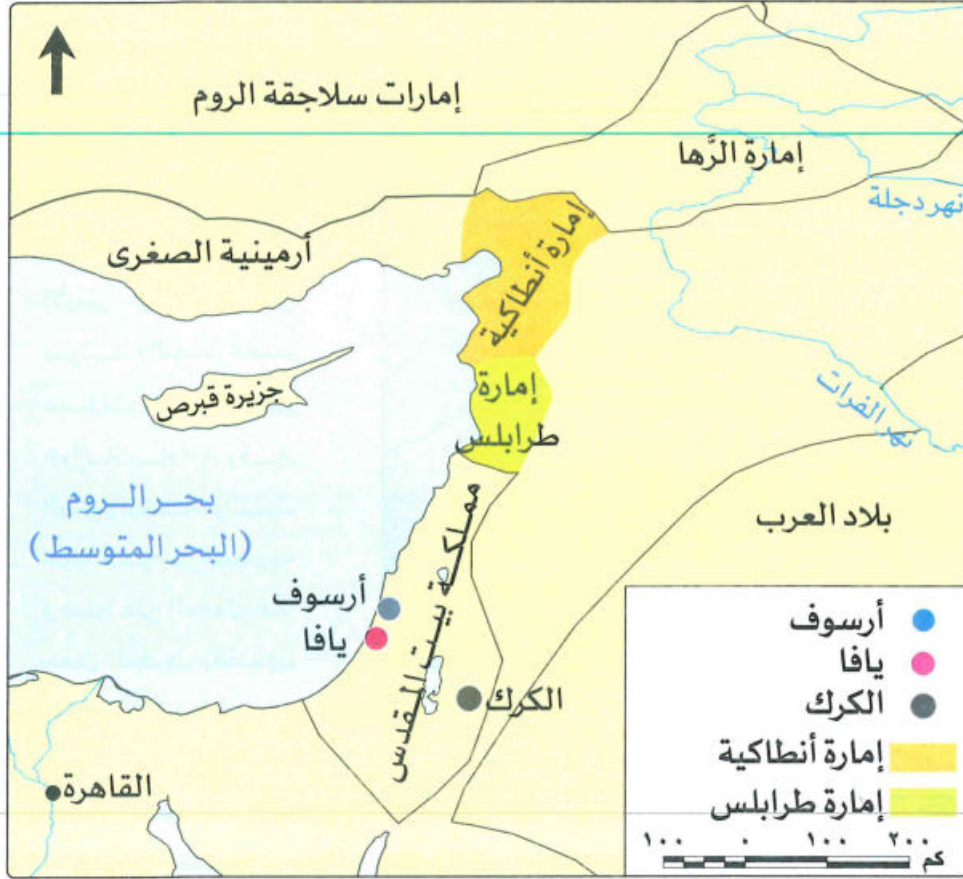 إمارات سلاجقة الروم
إمارة الرَّها
نهر دجلة
أرمينية الصغرى
إمارة أنطاكية
جزيرة قبرص
إمارة
طرابلس
نهر الفرات
بحر الروم
(البحر المتوسط)
بلاد العرب
مملكة بيت المقدس
أرسوف
يافا
الكرك
القاهرة
أرسوف
يافا
الكرك
إمارة أنطاكية
إمارة طرابلس
١٠٠ ٠ ١٠٠ ٢٠٠
كم